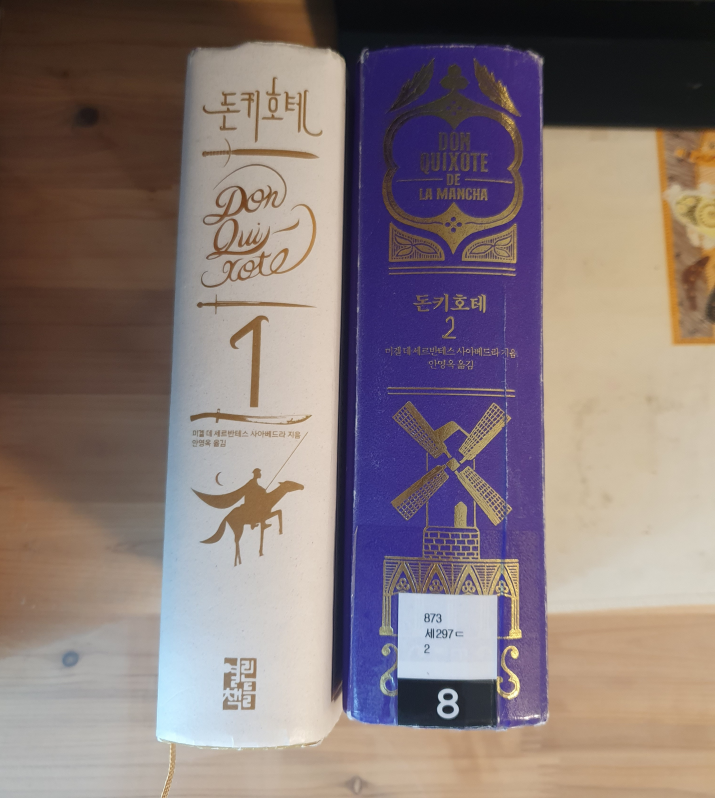 돈키호테
Don
Qui-
xote
1
미겔 데 세르반테스 사아베드라 지음
안영옥 옮김
열린
책들
DON
QUIXOTE
DE
LA MANCHA
돈키호테
2
미겔 데 세르반테스 사아베드라 지음
안영옥 옮김
873
세297ㄷ
2
8